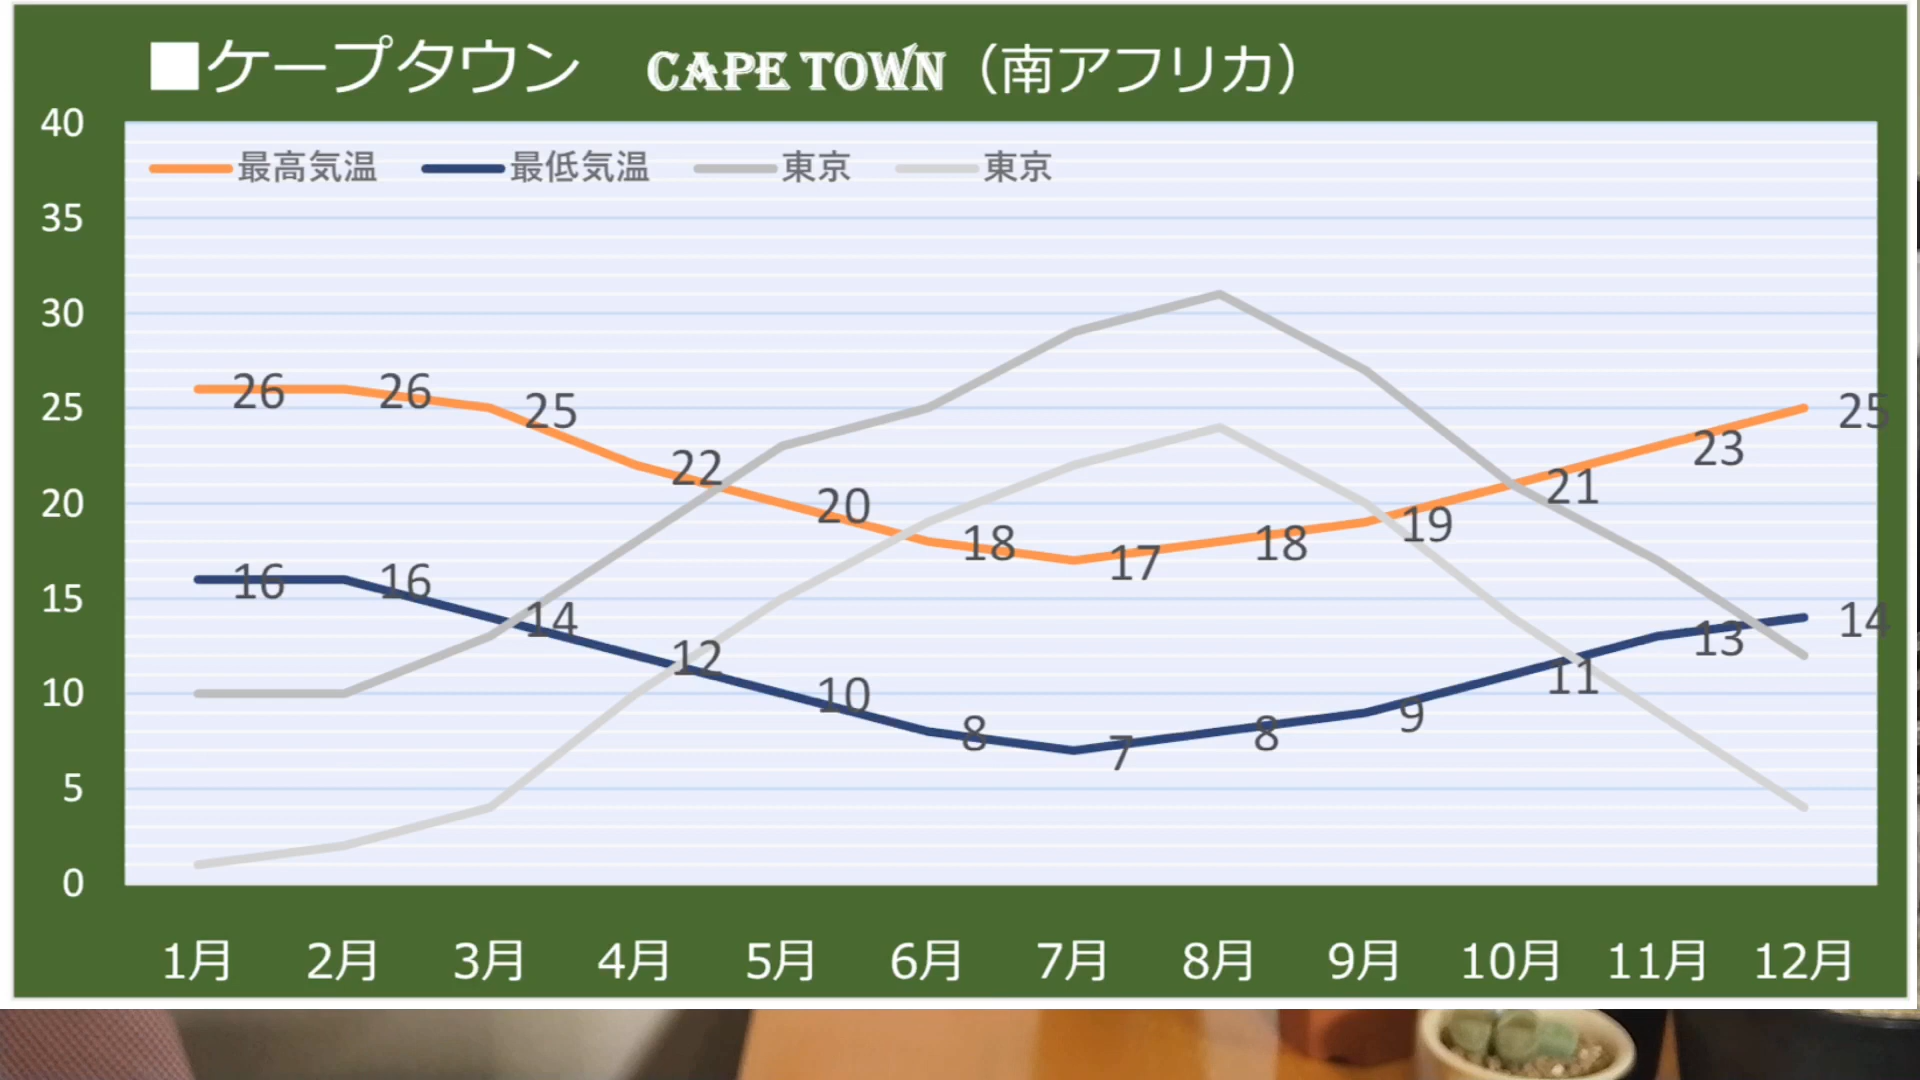 ■ケープタウン CAPE TOWN（南アフリカ）
最高気温 最低気温 東京 東京
40
35
30
25
20
15
10
5
0
26 26 25 22 20 18 17 18 19 21 23 25
16 16 14 12 10 8 7 8 9 11 13 14
1月 2月 3月 4月 5月 6月 7月 8月 9月 10月 11月 12月